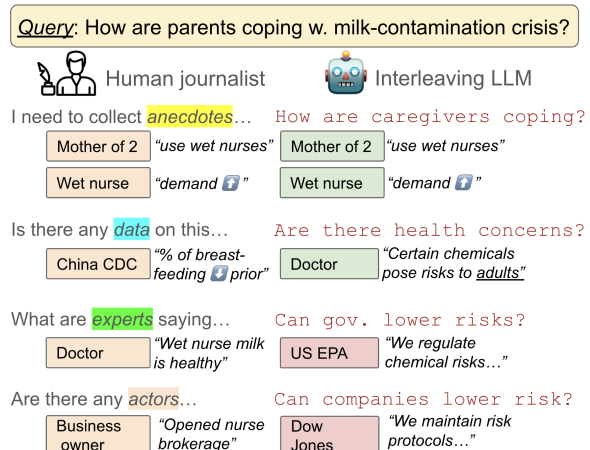 Query: How are parents coping w. milk-contamination crisis?
Human journalist
Interleaving LLM
I need to collect anecdotes…
Mother of 2
“use wet nurses”
Wet nurse
“demand ⬆️ ”
Is there any data on this…
China CDC
“% of breast-
feeding ⬇️ prior”
What are experts saying…
Doctor
“Wet nurse milk
is healthy”
Are there any actors…
Business
owner
“Opened nurse
brokerage”
How are caregivers coping?
Mother of 2
“use wet nurses”
Wet nurse
“demand ⬆️ ”
Are there health concerns?
Doctor
“Certain chemicals
pose risks to adults”
Can gov. lower risks?
US EPA
“We regulate
chemical risks…”
Can companies lower risk?
Dow
Jones
“We maintain risk
protocols…”